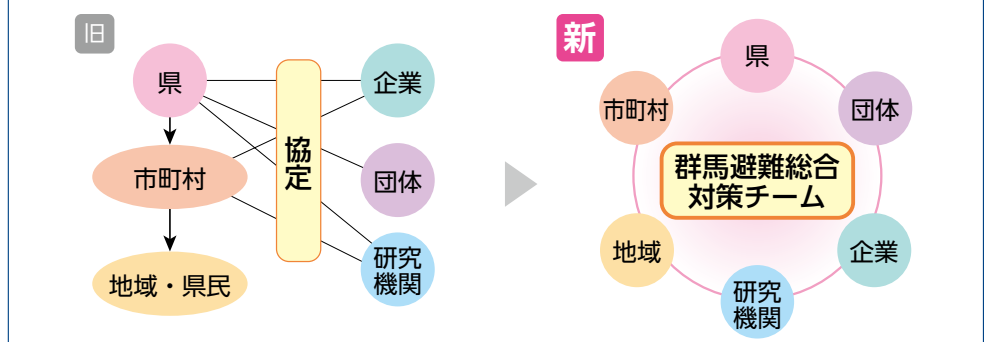 旧
県
市町村
地域・県民
協
定
企業
団体
研究
機関
新
県
市町村
団体
群馬避難総合
対策チーム
地域
企業
研究
機関